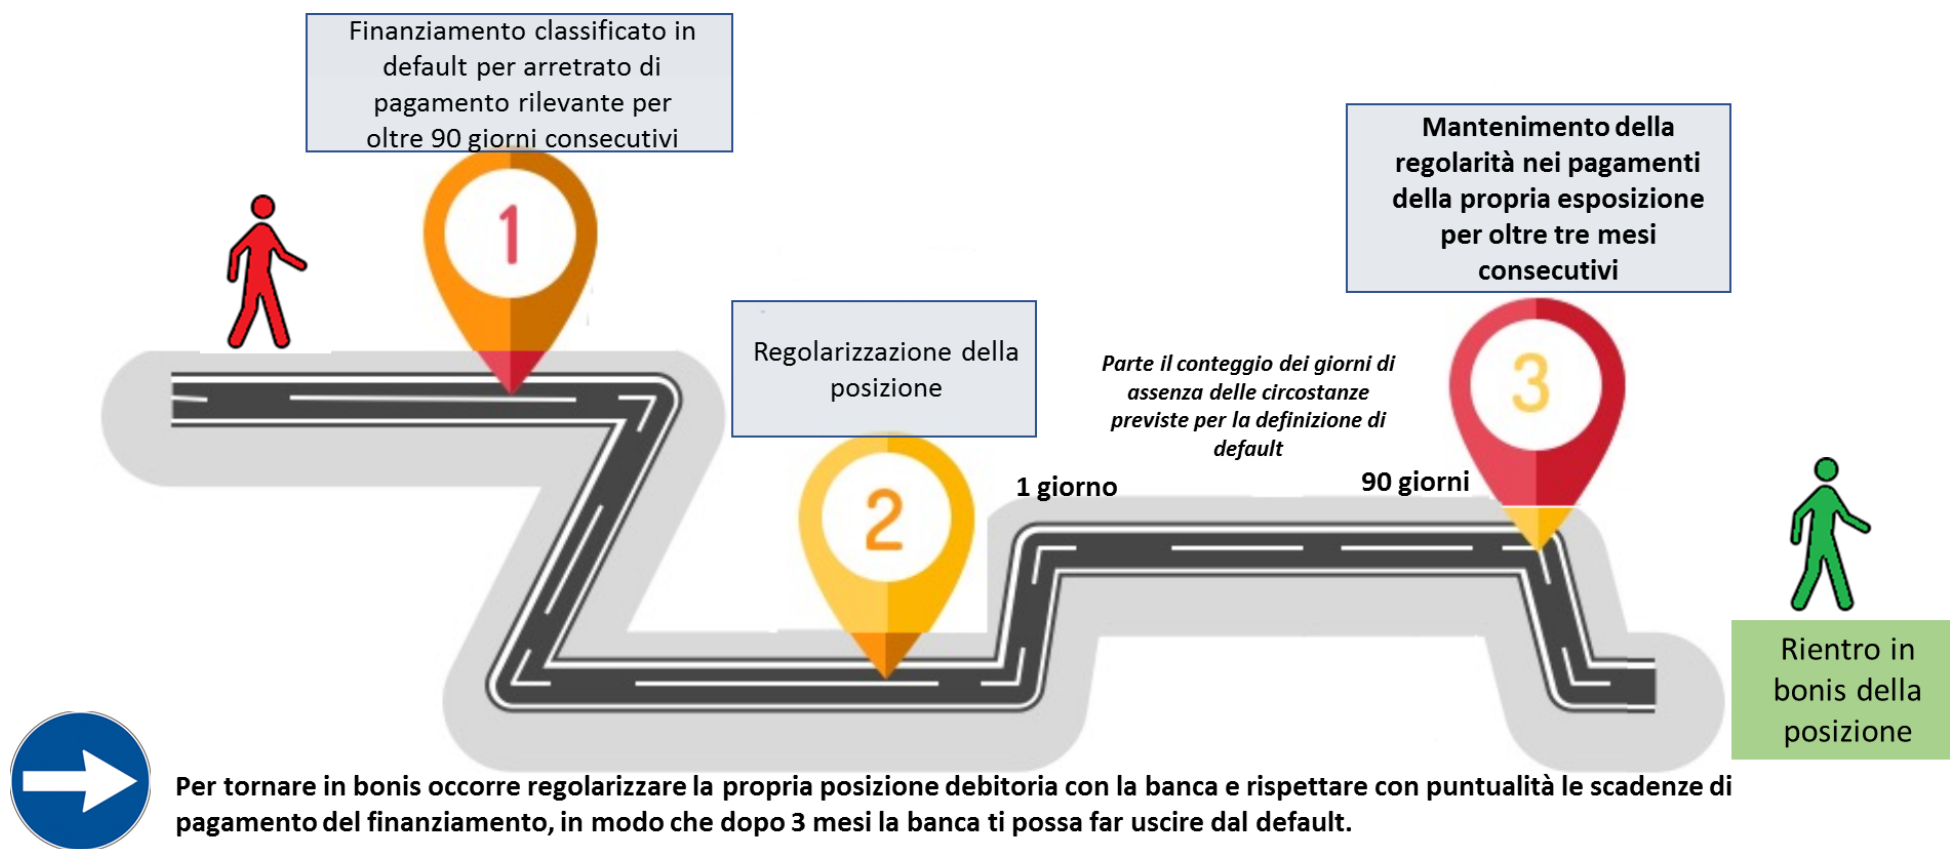 Finanziamento classificato in
default per arretrato di
pagamento rilevante per
oltre 90 giorni consecutivi
1
Regolarizzazione della
posizione
2
Parte il conteggio dei giorni di
assenza delle circostanze
previste per la definizione di
default
1 giorno
90 giorni
Mantenimento della
regolarità nei pagamenti
della propria esposizione
per oltre tre mesi
consecutivi
3
Rientro in
bonis della
posizione
Per tornare in bonis occorre regolarizzare la propria posizione debitoria con la banca e rispettare con puntualità le scadenze di
pagamento del finanziamento, in modo che dopo 3 mesi la banca ti possa far uscire dal default.